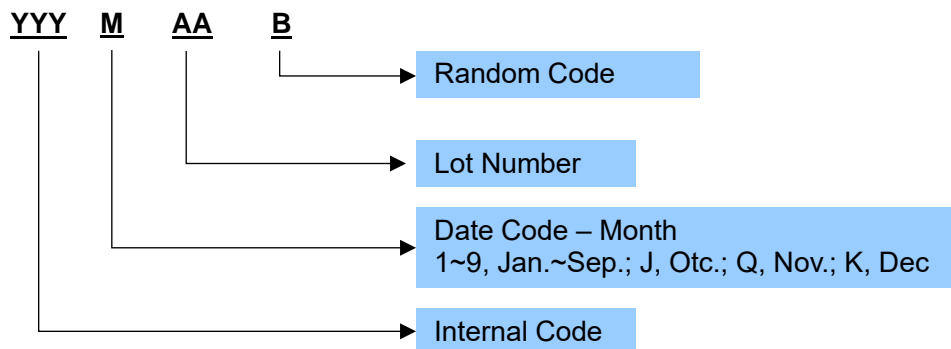 YYY M AA B
Random Code
Lot Number
Date Code – Month
1~9, Jan.~Sep.; J, Otc.; Q, Nov.; K, Dec
Internal Code